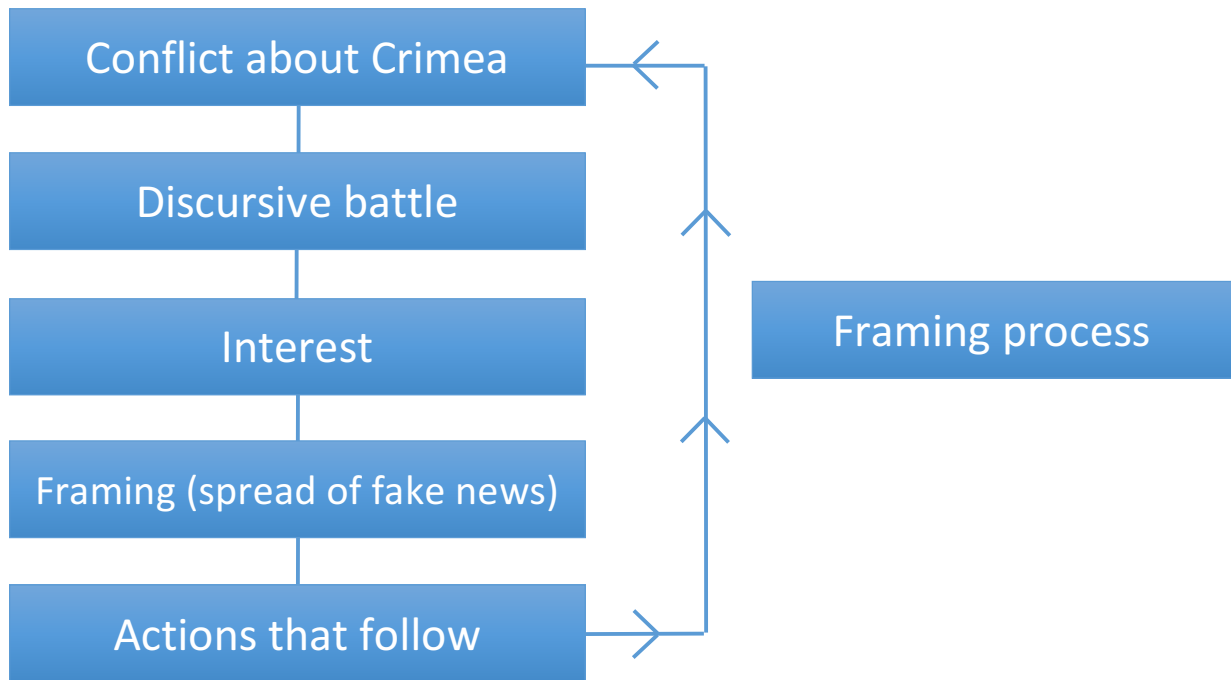 Conflict about Crimea
Discursive battle
Interest
Framing (spread of fake news)
Actions that follow
Framing process